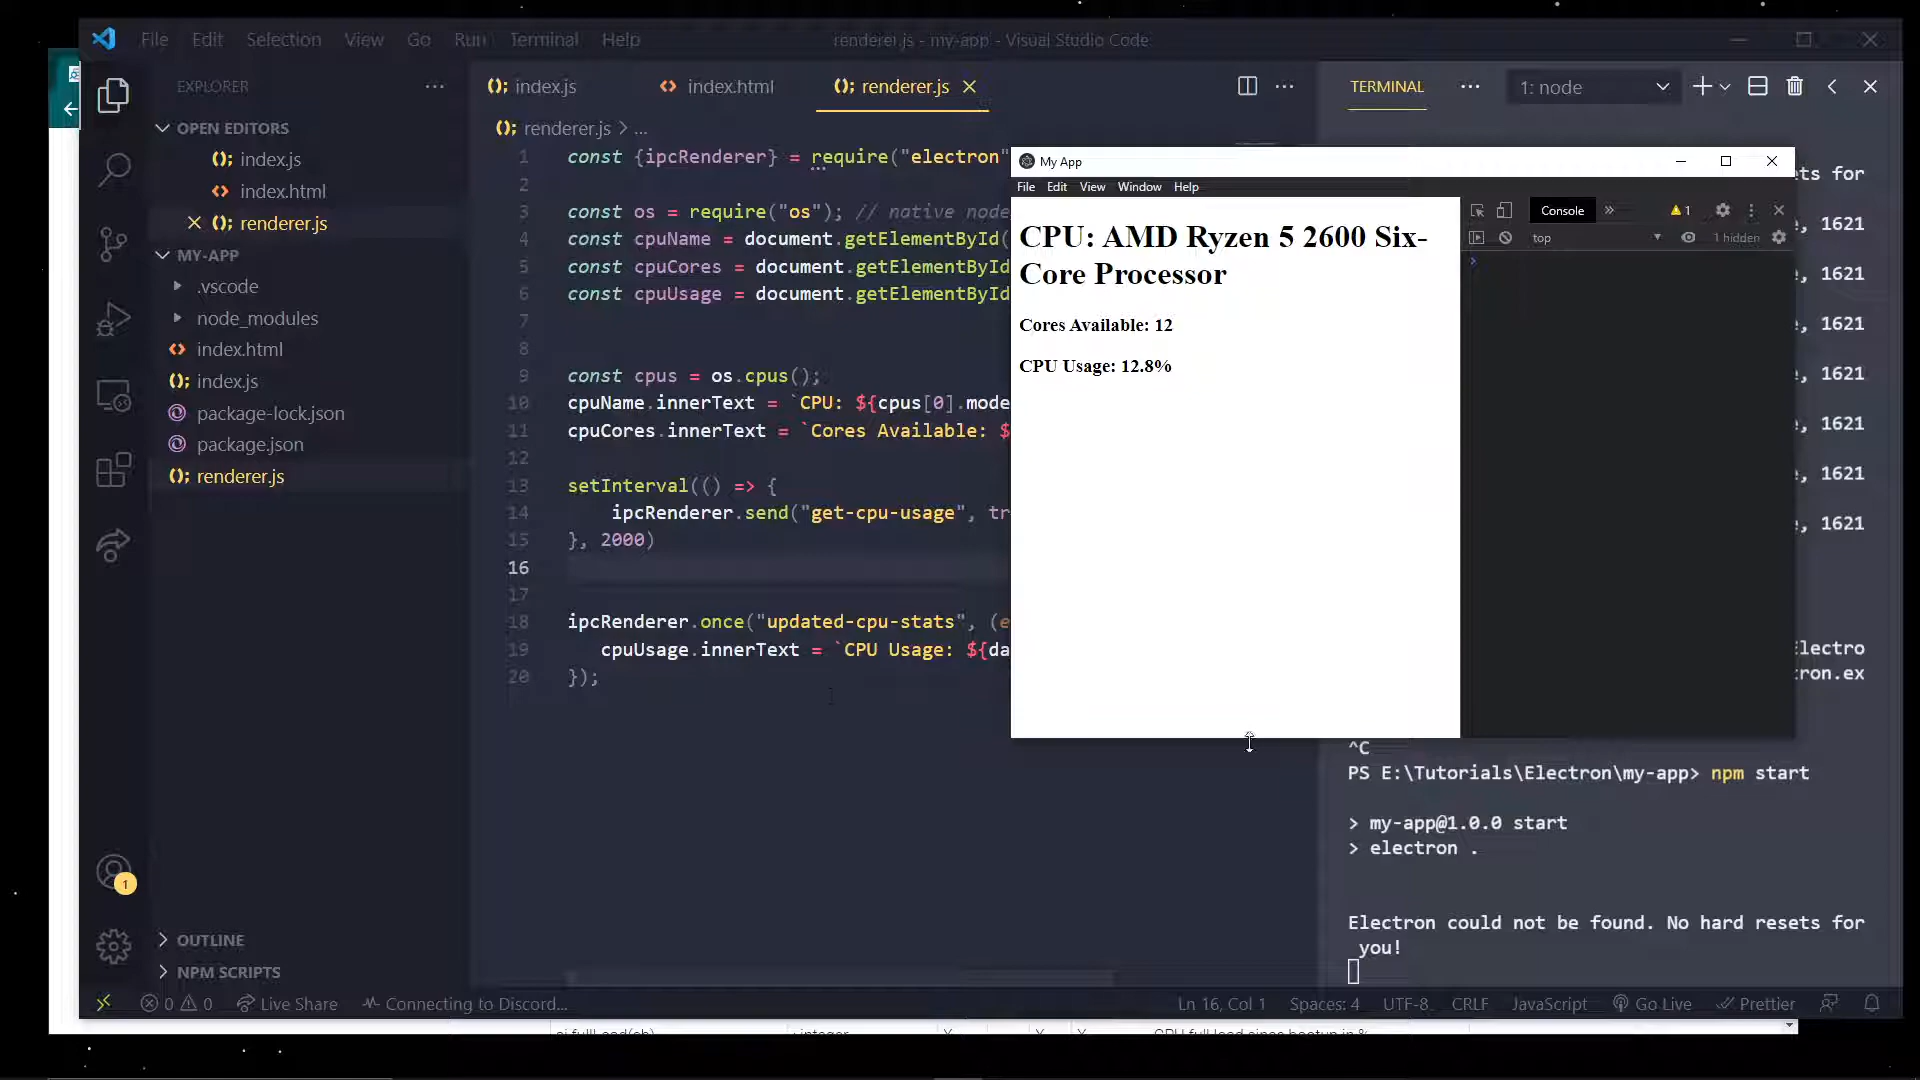 File Edit Selection View Go Run Terminal Help
renderer.js - my-app - Visual Studio Code
EXPLORER
OPEN EDITORS
index.js
index.html
renderer.js
MY-APP
.vscode
node_modules
index.html
index.js
package-lock.json
package.json
renderer.js
OUTLINE
NPM SCRIPTS
1
index.js
index.html
renderer.js
renderer.js > ...
1 const {ipcRenderer} = require("electron"
2
3 const os = require("os"); // native node
4 const cpuName = document.getElementById(
5 const cpuCores = document.getElementById
6 const cpuUsage = document.getElementById
7
8
9 const cpus = os.cpus();
10 cpuName.innerText = `CPU: ${cpus[0].mode
11 cpuCores.innerText = `Cores Available: $
12
13 setInterval(() => {
14 ipcRenderer.send("get-cpu-usage", tr
15 }, 2000)
16
17
18 ipcRenderer.once("updated-cpu-stats", (e
19 cpuUsage.innerText = `CPU Usage: ${da
20 });
My App
File Edit View Window Help
CPU: AMD Ryzen 5 2600 Six-
Core Processor
Cores Available: 12
CPU Usage: 12.8%
Console » 1
top 1 hidden
>
TERMINAL
1: node
ts for
, 1621
, 1621
, 1621
, 1621
, 1621
, 1621
, 1621
lectro
ron.ex
^C
PS E:\Tutorials\Electron\my-app> npm start
> my-app@1.0.0 start
> electron .
Electron could not be found. No hard resets for
you!
0 0 Live Share Connecting to Discord...
Ln 16, Col 1 Spaces: 4 UTF-8 CRLF JavaScript Go Live Prettier